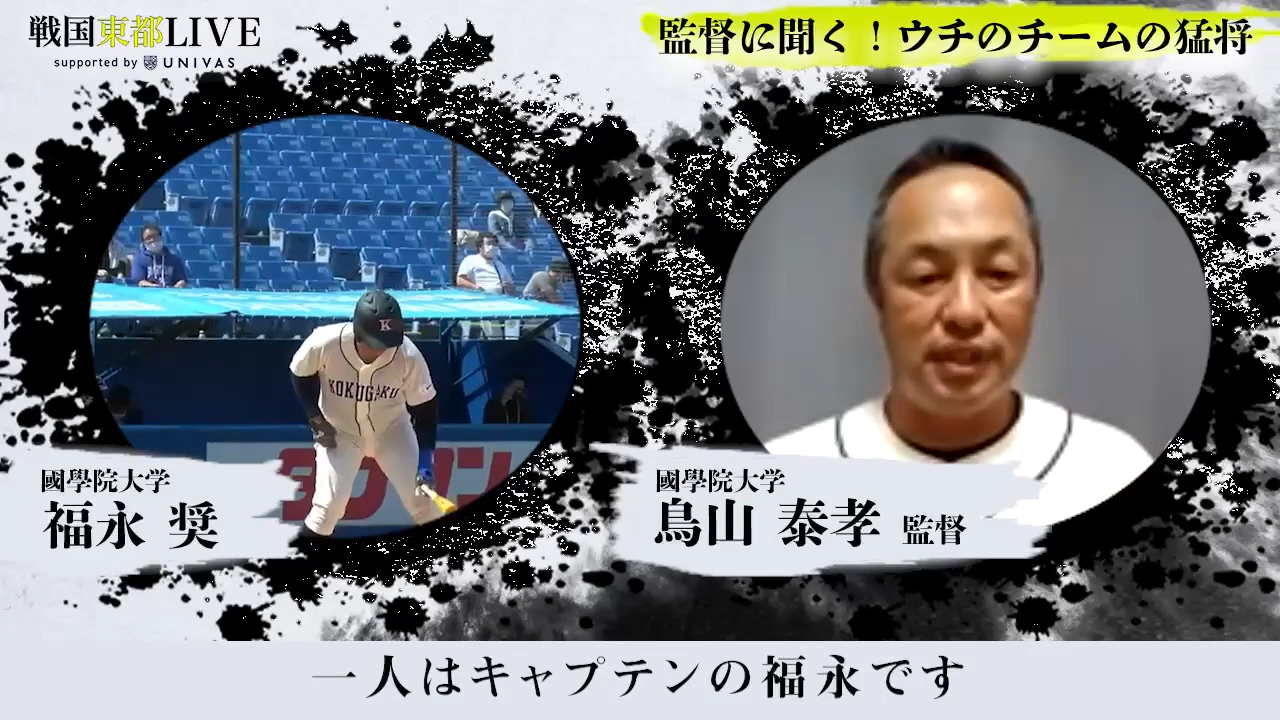 戦国東都LIVE
supported by UNIVAS
監督に聞く！ウチのチームの猛将
K
KOKUGAKU
國學院大学
福永 奨
國學院大学
鳥山 泰孝 監督
一人はキャプテンの福永です